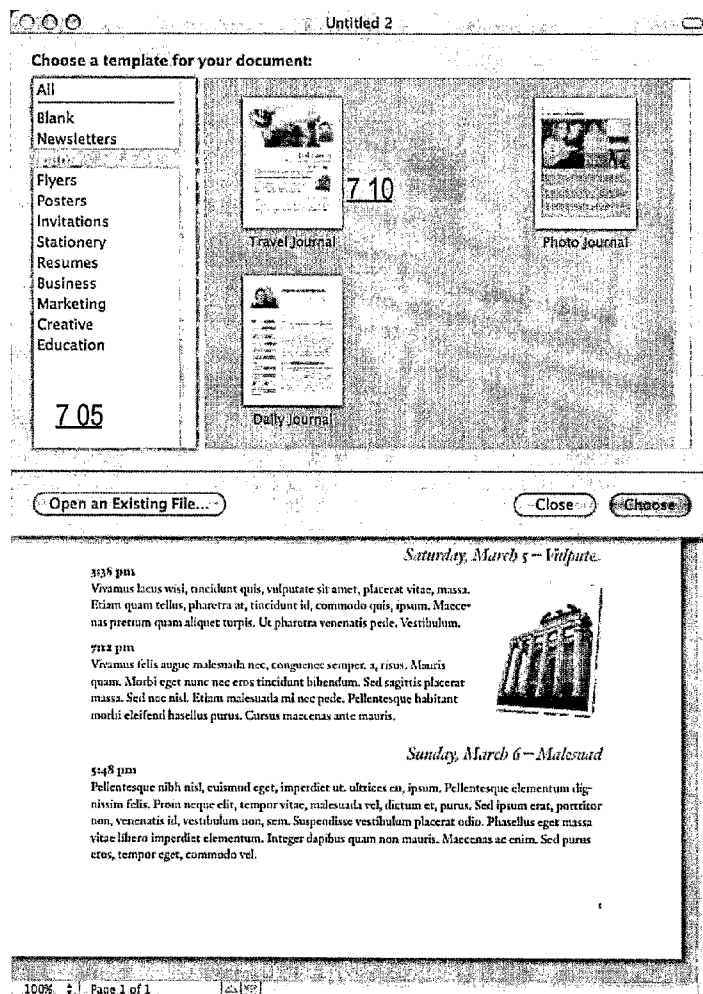 Untitled 2
Choose a template for your document:
All
Blank
Newsletters
Flyers
Posters
Invitations
Stationery
Resumes
Business
Marketing
Creative
Education
7 05
7 10
Travel Journal
Photo Journal
Daily Journal
Open an Existing File...
Close
Choose
Saturday, March 5 — Vulpute
3:38 pm
Vivamus lacus wisi, tincidunt quis, vulputate sit amet, placerat vitae, massa.
Etiam quam tellus, pharetra at, tincidunt id, commodo quis, ipsum. Maece-
nas pretium quam aliquet turpis. Ut pharetra venenatis pede. Vestibulum.
7:12 pm
Vivamus felis augue malesuada nec, conguence semper. a, risus. Mauris
quam. Morbi eget nunc nec eros tincidunt bibendum. Sed sagittis placerat
massa. Sed nec nisl. Etiam malesuada mi nec pede. Pellentesque habitant
morbi eleifend hasellus purus. Cursus maecenas ante mauris.
Sunday, March 6 — Malesuad
5:48 pm
Pellentesque nibh nisl, euismod eget, imperdiet ut. ultrices eu, ipsum. Pellentesque elementum dig-
nissim felis. Proin neque elit, tempor vitae, malesuada vel, dictum et, purus. Sed ipsum erat, porttitor
non, venenatis id, vestibulum non, sem. Suspendisse vestibulum placerat odio. Phasellus eget massa
vitae libero imperdiet elementum. Integer dapibus quam non mauris. Maecenas ac enim. Sed purus
eros, tempor eget, commodo vel.
100%
Page 1 of 1